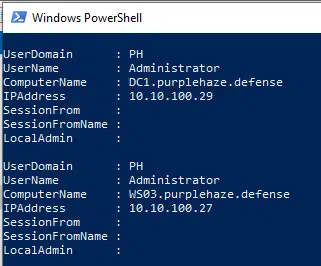 Windows PowerShell
UserDomain : PH
UserName : Administrator
ComputerName : DC1.purplehaze.defense
IPAddress : 10.10.100.29
SessionFrom :
SessionFromName :
LocalAdmin :
UserDomain : PH
UserName : Administrator
ComputerName : WS03.purplehaze.defense
IPAddress : 10.10.100.27
SessionFrom :
SessionFromName :
LocalAdmin :